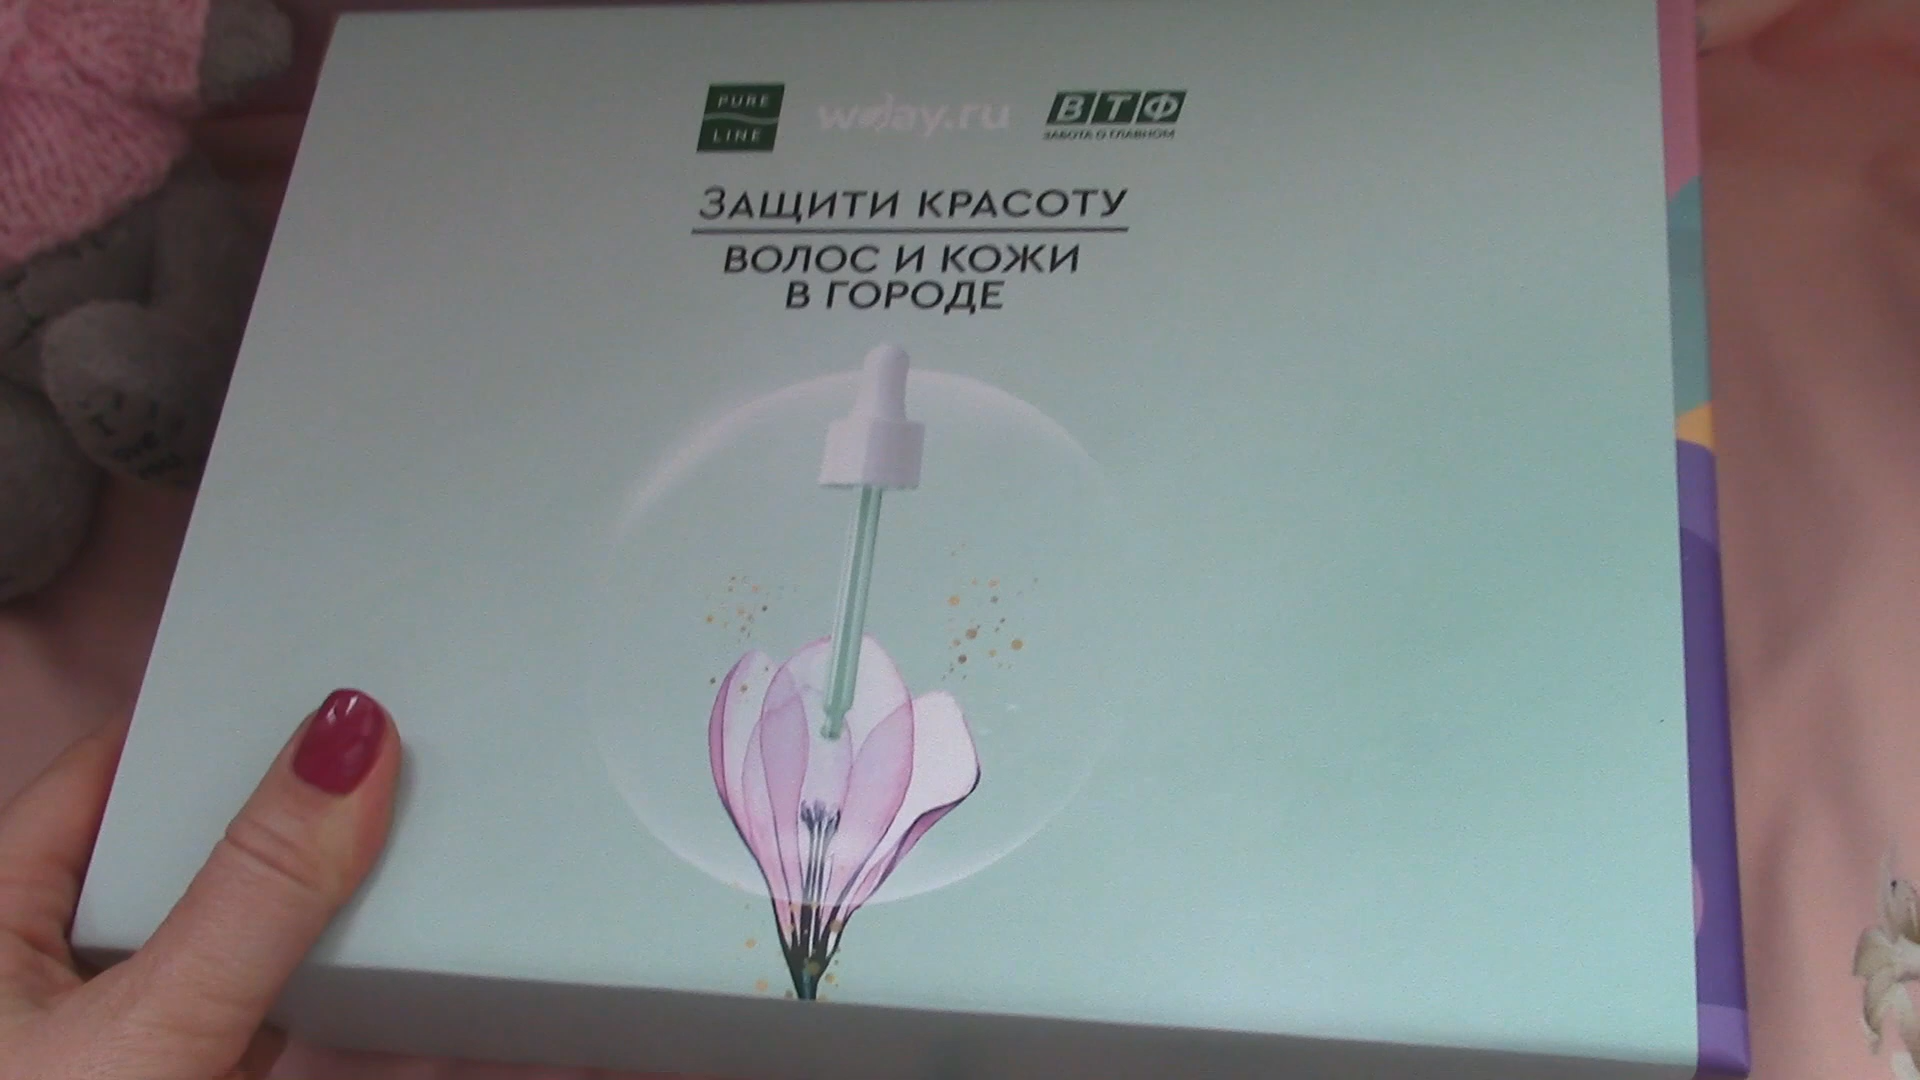 PURE
LINE
wday.ru
ВТФ
ЗАБОТА О ГЛАВНОМ
ЗАЩИТИ КРАСОТУ
ВОЛОС И КОЖИ
В ГОРОДЕ